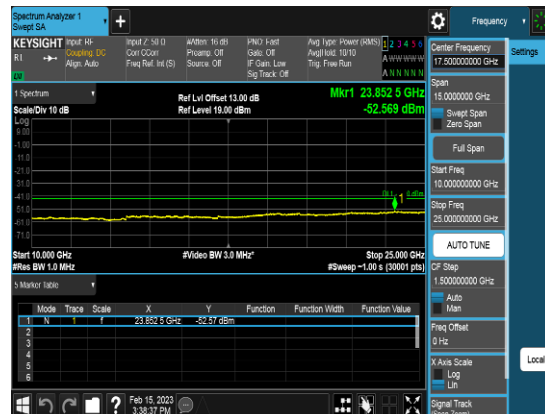 Spectrum Analyzer 1
Swept SA
Frequency
KEYSIGHT Input: RF Input Z: 50 Ω #Atten: 16 dB PNO: Fast Avg Type: Power (RMS) 1 2 3 4 5 6
R1 Coupling: DC Corr CCorr Preamp: Off Gate: Off Avg|Hold: 10/10 A W W W W W
Align: Auto Freq Ref: Int (S) Source: Off IF Gain: Low Trig: Free Run
Sig Track: Off A N N N N N
1 Spectrum
Scale/Div 10 dB
Ref Lvl Offset 13.00 dB
Ref Level 19.00 dBm
Mkr1 23.852 5 GHz
-52.569 dBm
Log
9.00
-1.00
-11.0
-21.0
-31.0
-41.0
-51.0
-61.0
-71.0
1
Start 10.000 GHz #Video BW 3.0 MHz* Stop 25.000 GHz
#Res BW 1.0 MHz #Sweep ~1.00 s (30001 pts)
5 Marker Table
Mode Trace Scale X Y Function Function Width Function Value
1 N 1 f 23.852 5 GHz -52.57 dBm
2
3
4
5
6
Feb 15, 2023
3:38:37 PM
?
Center Frequency
17.500000000 GHz
Settings
Span
15.0000000 GHz
Swept Span
Zero Span
Full Span
Start Freq
10.000000000 GHz
Stop Freq
25.000000000 GHz
AUTO TUNE
CF Step
1.500000000 GHz
Auto
Man
Freq Offset
0 Hz
X Axis Scale
Log
Lin
Local
Signal Track